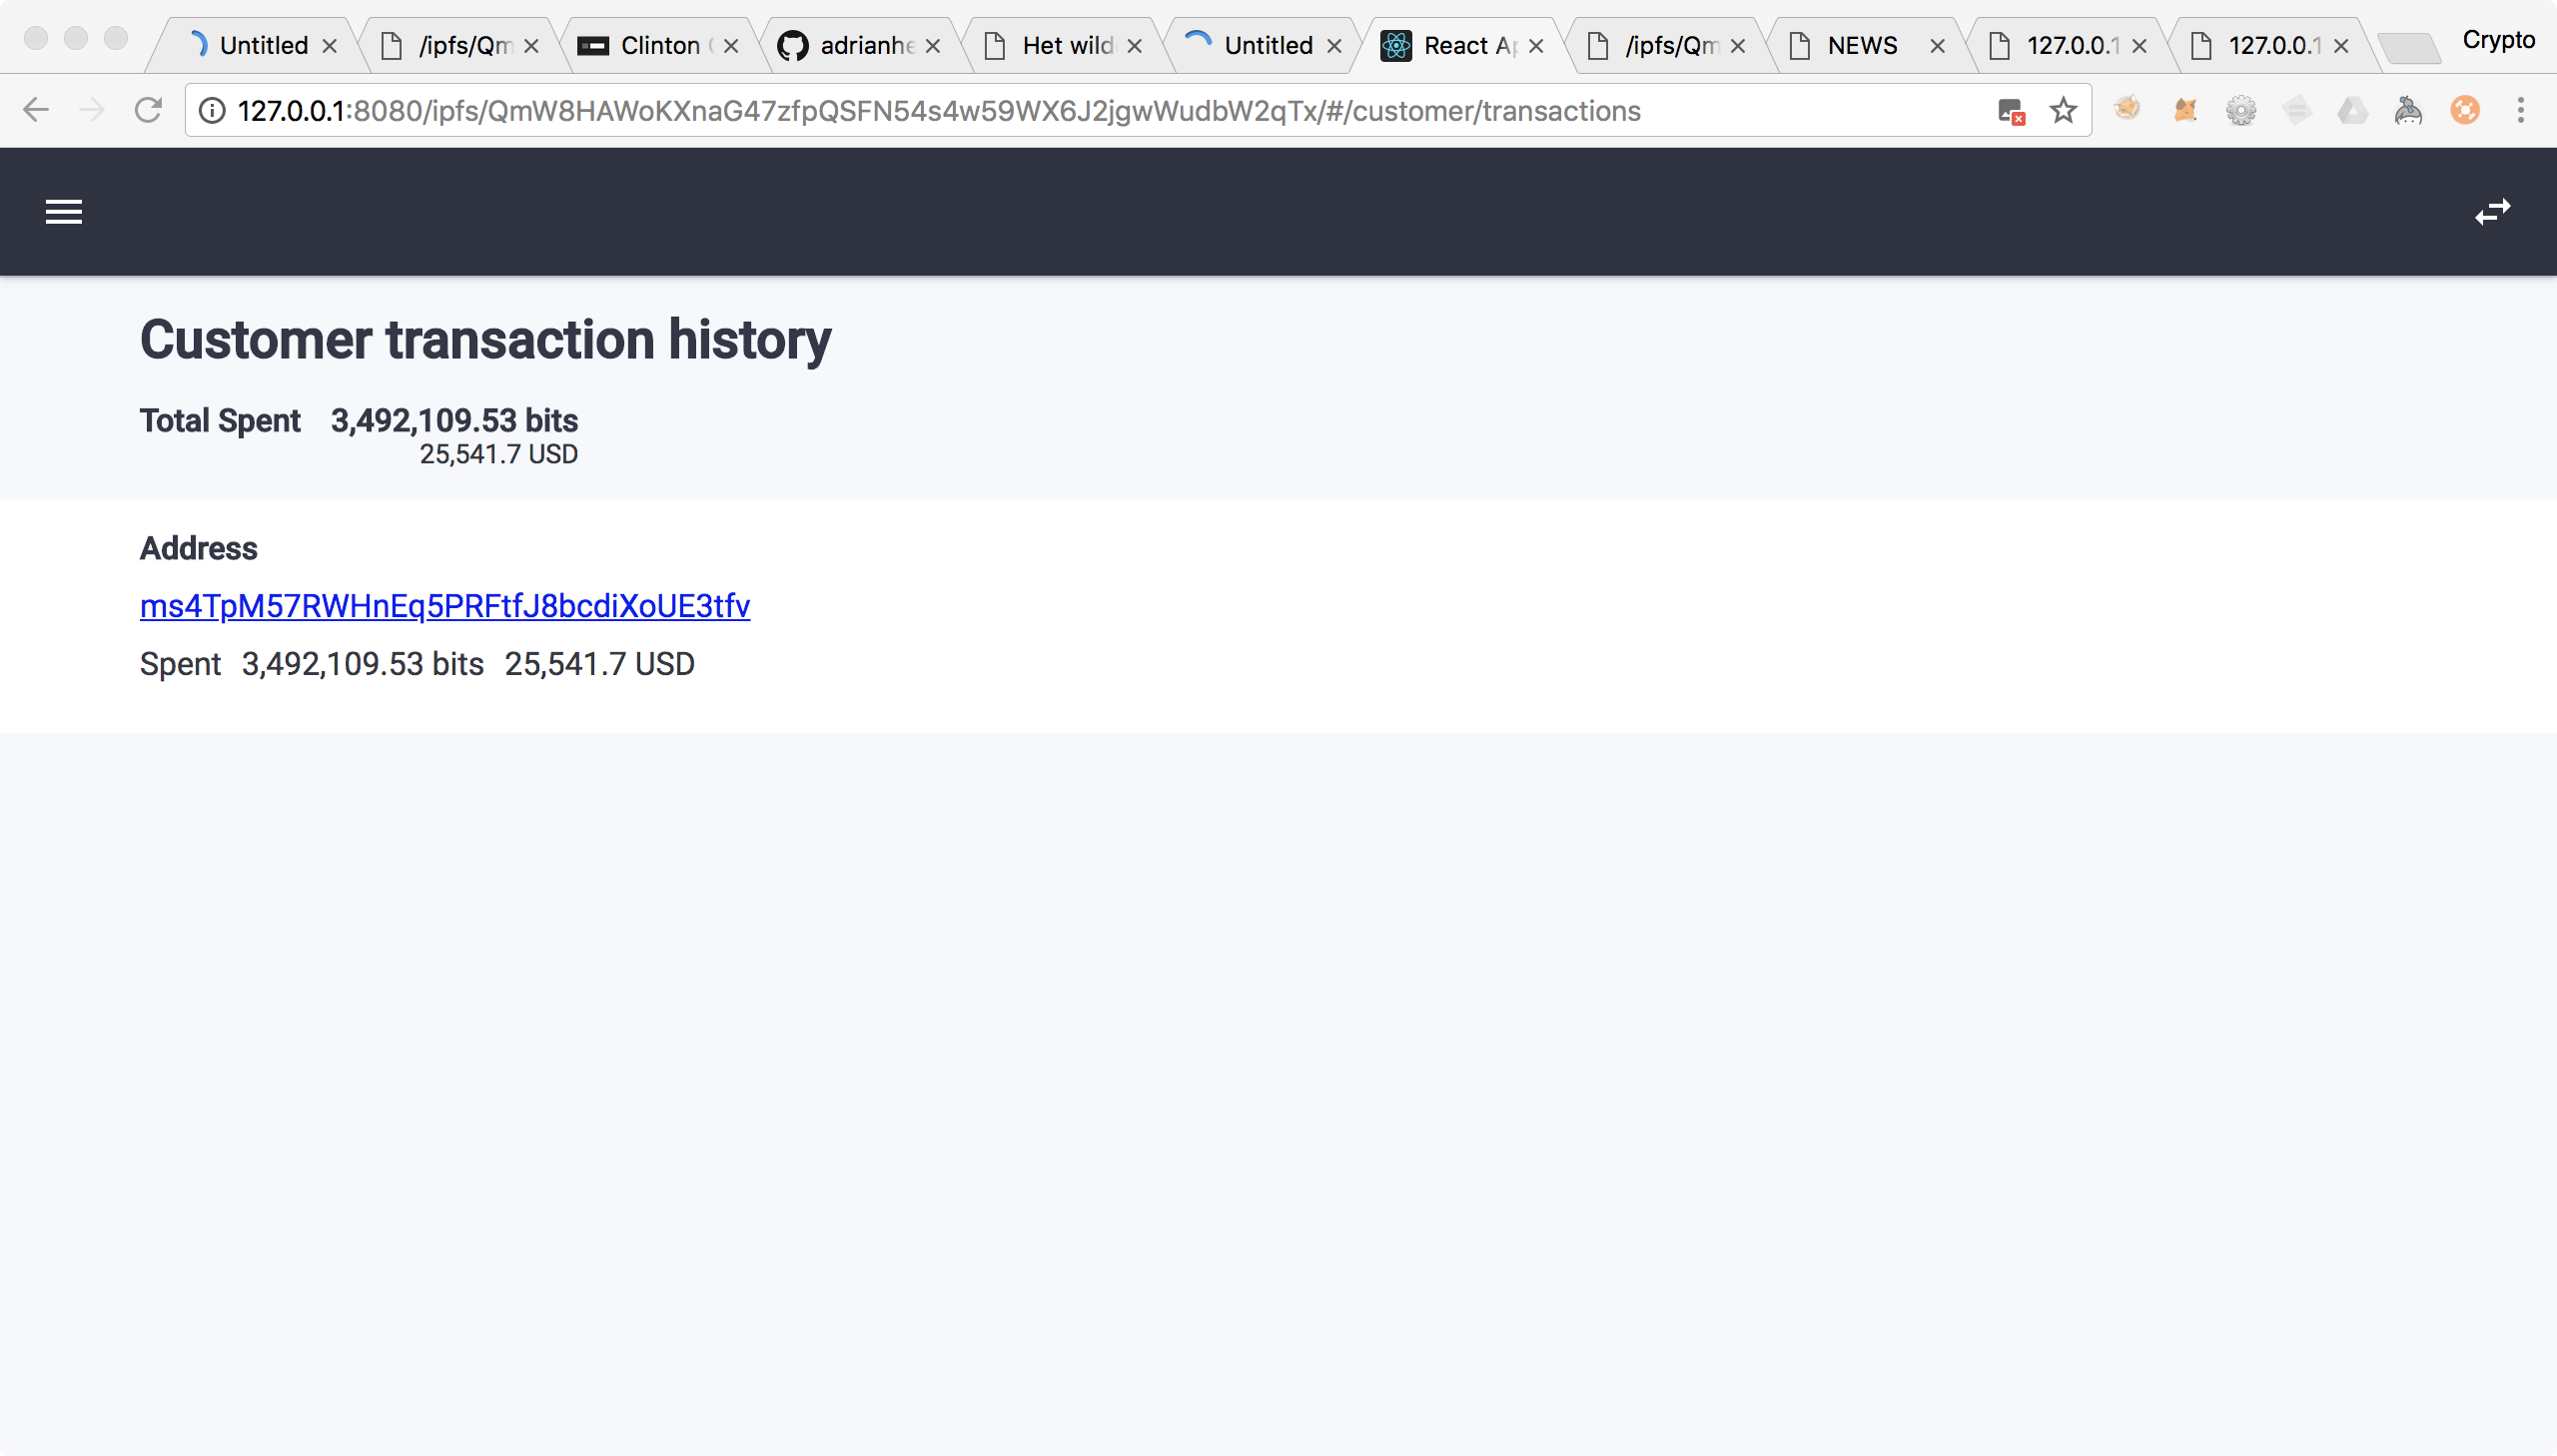 Untitled
/ipfs/Qm
Clinton
adrianhe
Het wild
Untitled
React Ap
/ipfs/Qm
NEWS
127.0.0.1
127.0.0.1
Crypto
127.0.0.1:8080/ipfs/QmW8HAWoKXnaG47zfpQSFN54s4w59WX6J2jgwWudbW2qTx/#/customer/transactions
Customer transaction history
Total Spent 3,492,109.53 bits
25,541.7 USD
Address
ms4TpM57RWHnEq5PRFtfJ8bcdiXoUE3tfv
Spent 3,492,109.53 bits 25,541.7 USD